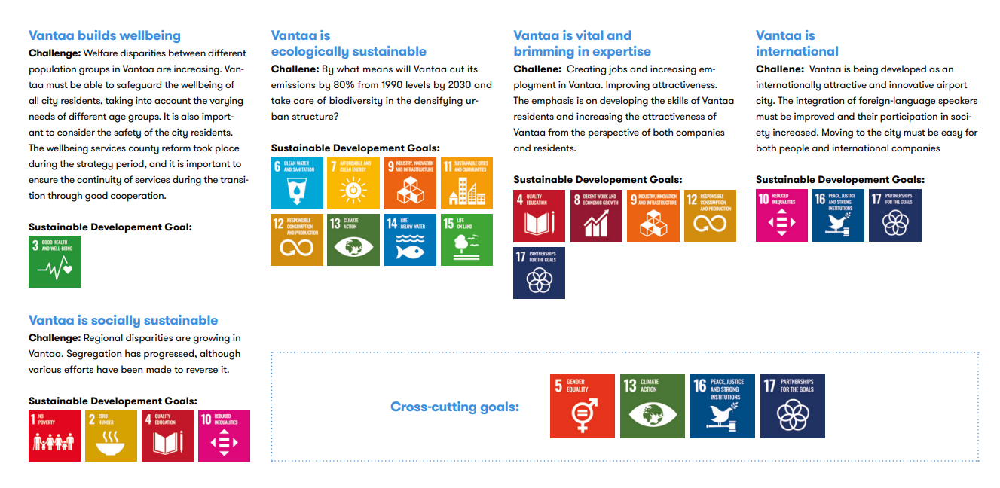 Vantaa builds wellbeing
Challenge: Welfare disparities between different
population groups in Vantaa are increasing. Van-
taa must be able to safeguard the wellbeing of
all city residents, taking into account the varying
needs of different age groups. It is also import-
ant to consider the safety of the city residents.
The wellbeing services county reform took place
during the strategy period, and it is important to
ensure the continuity of services during the transi-
tion through good cooperation.
Sustainable Developement Goal:
3 GOOD HEALTH
AND WELL-BEING
Vantaa is
ecologically sustainable
Challene: By what means will Vantaa cut its
emissions by 80% from 1990 levels by 2030 and
take care of biodiversity in the densifying ur-
ban structure?
Sustainable Developement Goals:
6 CLEAN WATER
AND SANITATION
7 AFFORDABLE AND
CLEAN ENERGY
9 INDUSTRY, INNOVATION
AND INFRASTRUCTURE
11 SUSTAINABLE CITIES
AND COMMUNITIES
12 RESPONSIBLE
CONSUMPTION
AND PRODUCTION
13 CLIMATE
ACTION
14 LIFE
BELOW WATER
15 LIFE
ON LAND
Vantaa is vital and
brimming in expertise
Challene: Creating jobs and increasing em-
ployment in Vantaa. Improving attractiveness.
The emphasis is on developing the skills of Vantaa
residents and increasing the attractiveness of
Vantaa from the perspective of both companies
and residents.
Sustainable Developement Goals:
4 QUALITY
EDUCATION
8 DECENT WORK AND
ECONOMIC GROWTH
9 INDUSTRY, INNOVATION
AND INFRASTRUCTURE
12 RESPONSIBLE
CONSUMPTION
AND PRODUCTION
17 PARTNERSHIPS
FOR THE GOALS
Vantaa is
international
Challene: Vantaa is being developed as an
internationally attractive and innovative airport
city. The integration of foreign-language speakers
must be improved and their participation in soci-
ety increased. Moving to the city must be easy for
both people and international companies
Sustainable Developement Goals:
10 REDUCED
INEQUALITIES
16 PEACE, JUSTICE
AND STRONG
INSTITUTIONS
17 PARTNERSHIPS
FOR THE GOALS
Vantaa is socially sustainable
Challenge: Regional disparities are growing in
Vantaa. Segregation has progressed, although
various efforts have been made to reverse it.
Sustainable Developement Goals:
1 NO
POVERTY
2 ZERO
HUNGER
4 QUALITY
EDUCATION
10 REDUCED
INEQUALITIES
Cross-cutting goals:
5 GENDER
EQUALITY
13 CLIMATE
ACTION
16 PEACE, JUSTICE
AND STRONG
INSTITUTIONS
17 PARTNERSHIPS
FOR THE GOALS